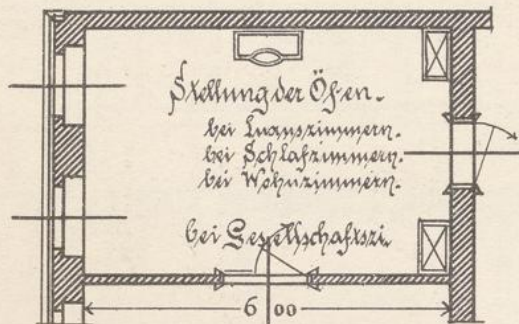 Stellung der Öfen.
bei Luxuszimmern.
bei Schlafzimmern.
bei Wohnzimmern.
bei Gesellschaftszi.
6 00